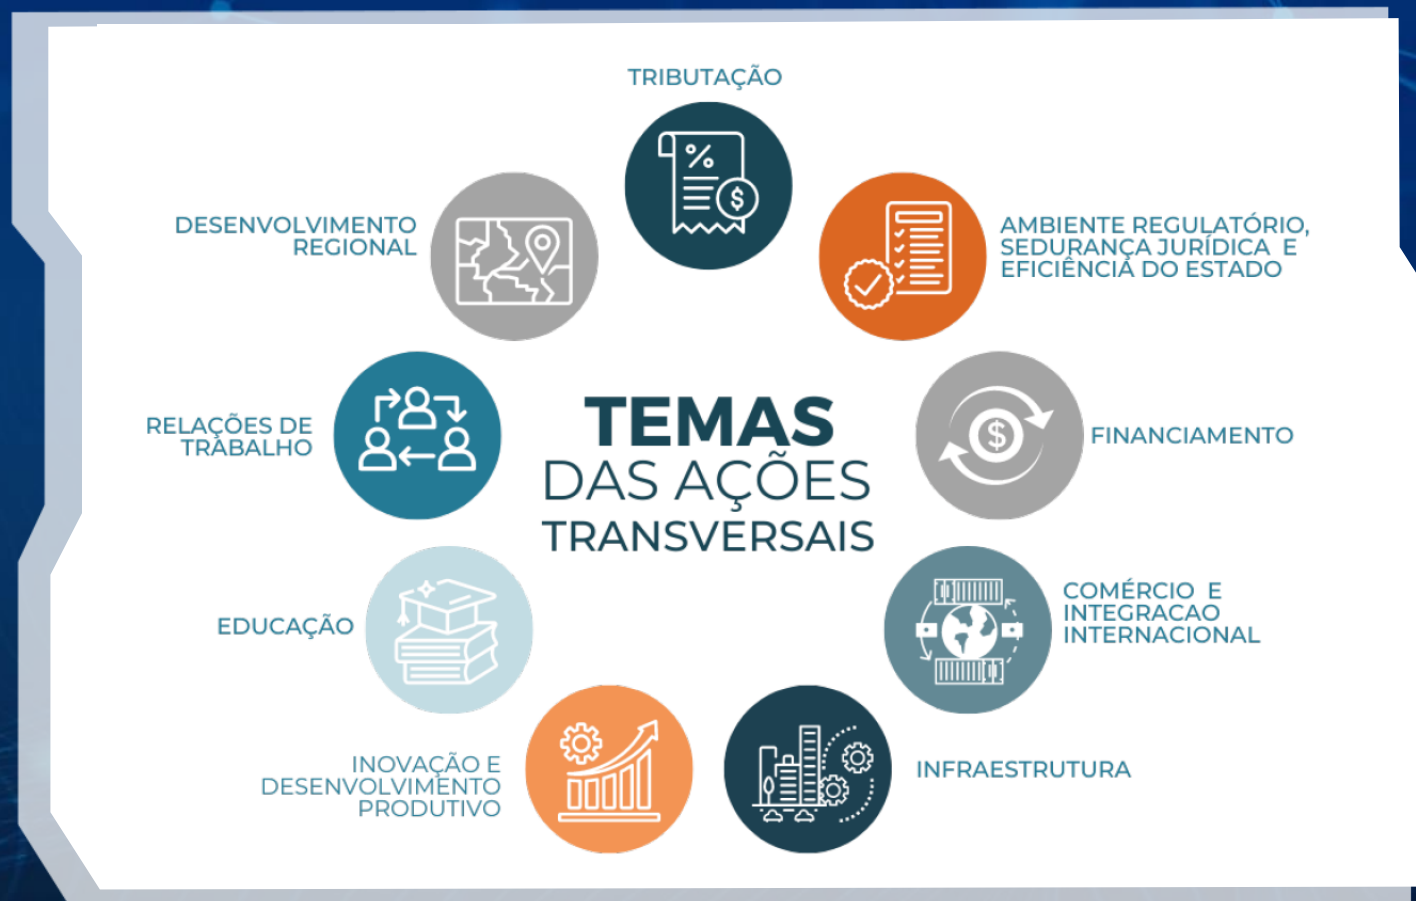 TRIBUTAÇÃO
DESENVOLVIMENTO
REGIONAL
AMBIENTE REGULATÓRIO,
SEDURANÇA JURÍDICA E
EFICIÊNCIA DO ESTADO
RELAÇÕES DE
TRABALHO
TEMAS
DAS AÇÕES
TRANSVERSAIS
FINANCIAMENTO
EDUCAÇÃO
COMÉRCIO E
INTEGRACAO
INTERNACIONAL
INOVAÇÃO E
DESENVOLVIMENTO
PRODUTIVO
INFRAESTRUTURA